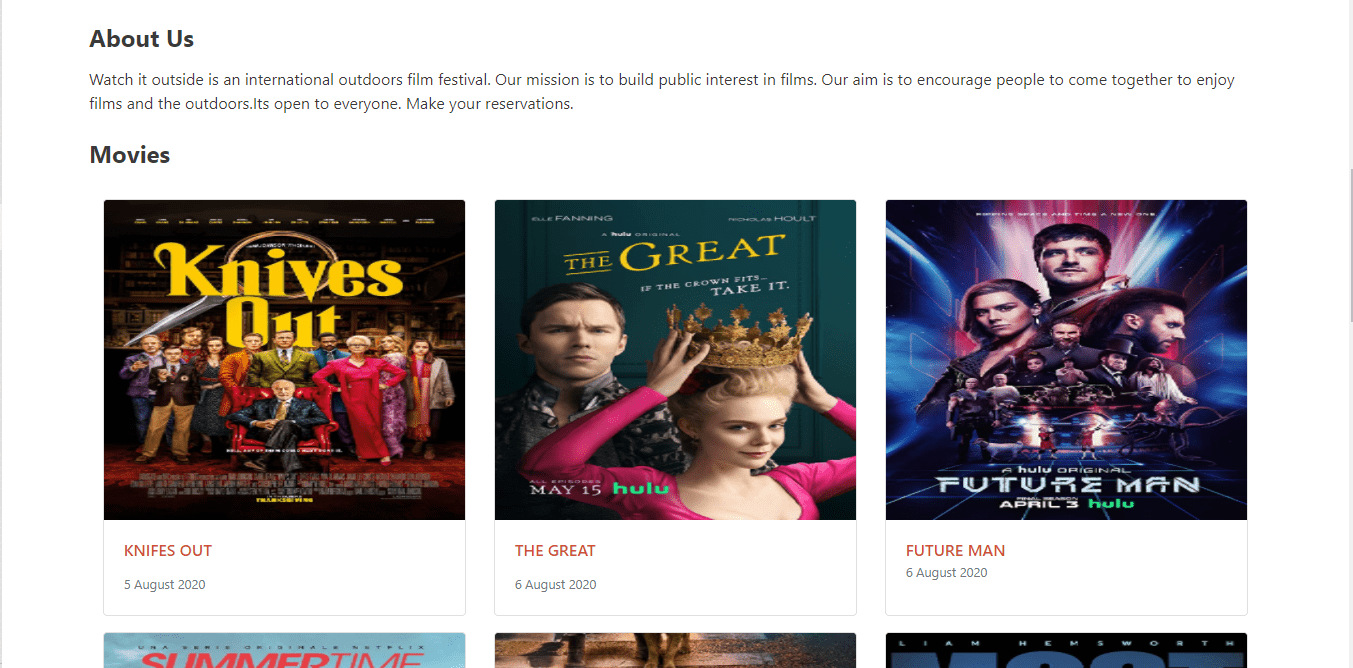 About Us
Watch it outside is an international outdoors film festival. Our mission is to build public interest in films. Our aim is to encourage people to come together to enjoy
films and the outdoors.Its open to everyone. Make your reservations.
Movies
Knives
Out
THANKSGIVING
KNIFES OUT
5 August 2020
ELLE FANNING NICHOLAS HOULT
A hulu ORIGINAL
THE GREAT
IF THE CROWN FITS...
TAKE IT.
ALL EPISODES
MAY 15 hulu
THE GREAT
6 August 2020
A hulu ORIGINAL
FUTURE MAN
FINAL SEASON
APRIL 3 hulu
FUTURE MAN
6 August 2020
UNA SERIE ORIGINALE NETFLIX
SUMMERTIME
LIAM HEMSWORTH